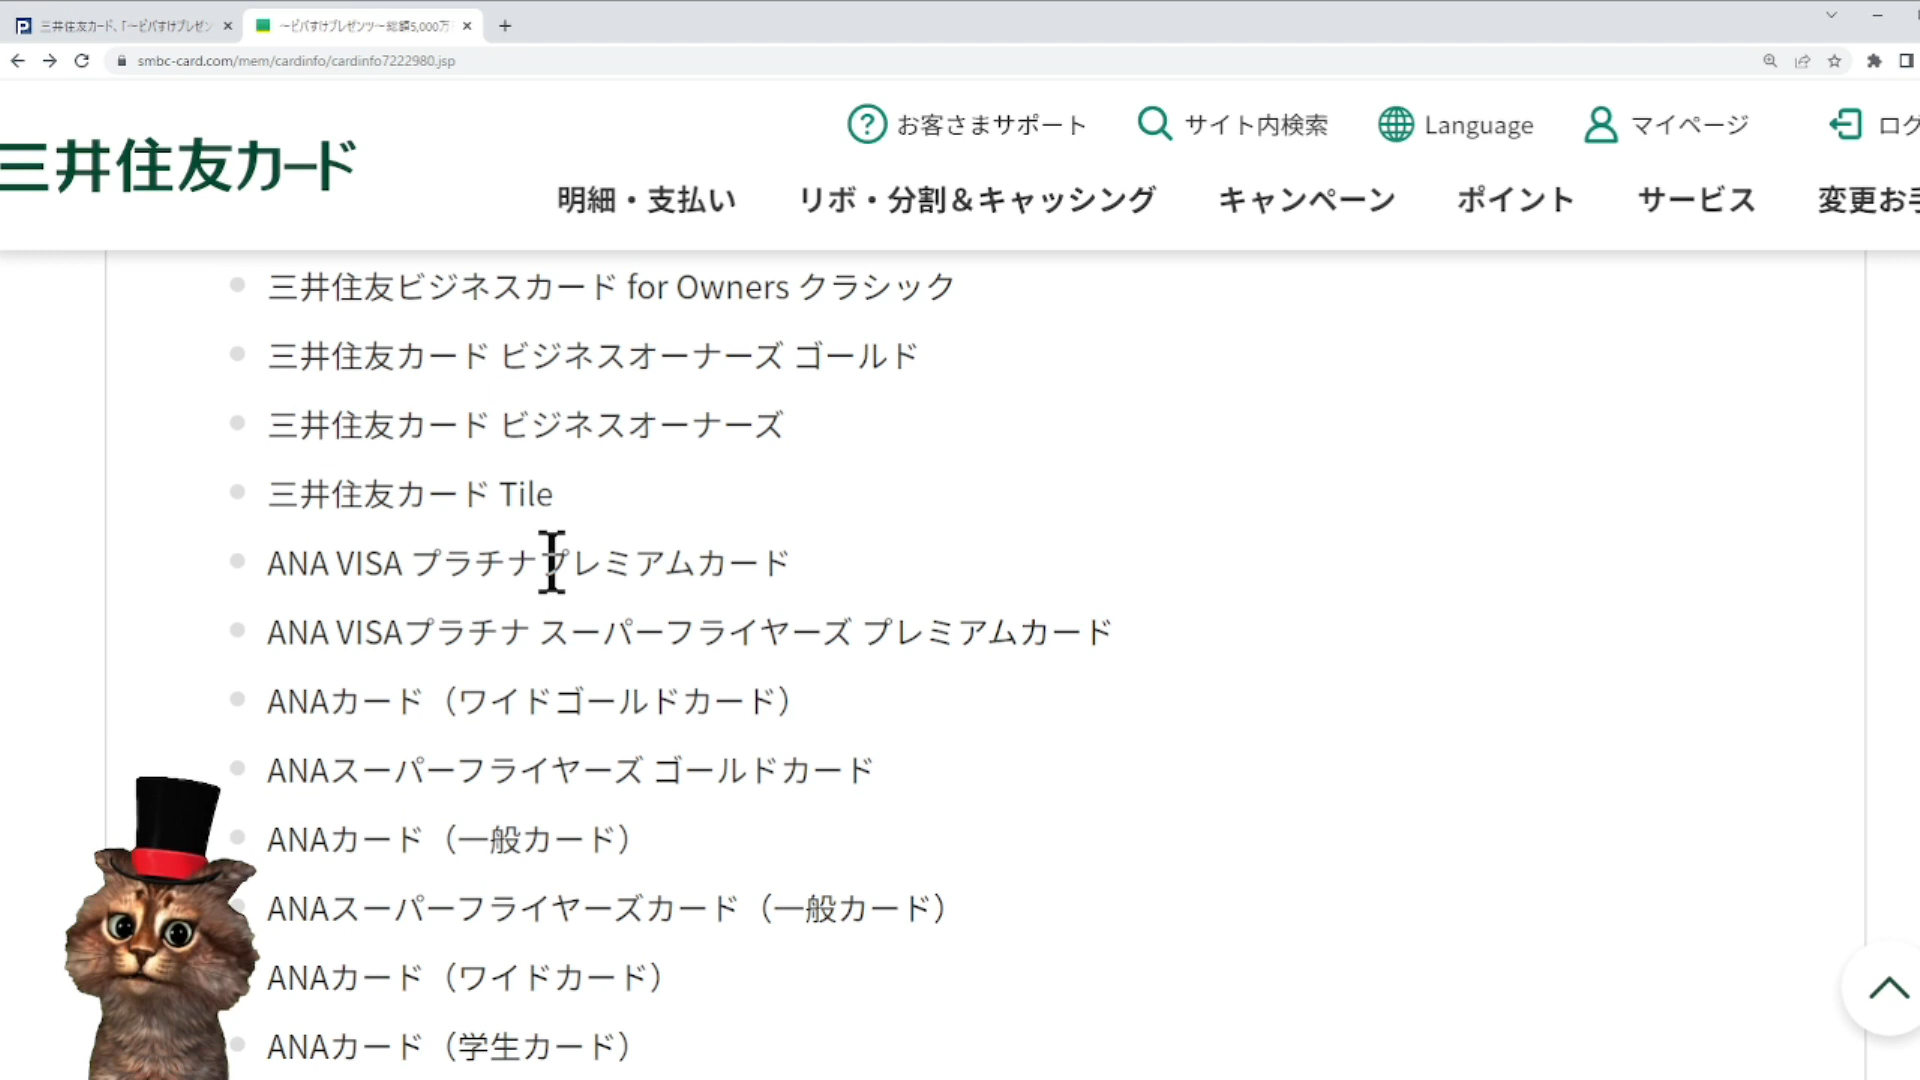 三井住友カード、「～ビバすけプレゼン
～ビバすけプレゼンツ～総額5,000万
smbc-card.com/mem/cardinfo/cardinfo7222980.jsp
お客さまサポート サイト内検索 Language マイページ ログ
三井住友カード
明細・支払い リボ・分割＆キャッシング キャンペーン ポイント サービス 変更お手
三井住友ビジネスカード for Owners クラシック
三井住友カード ビジネスオーナーズ ゴールド
三井住友カード ビジネスオーナーズ
三井住友カード Tile
ANA VISA プラチナプレミアムカード
ANA VISAプラチナ スーパーフライヤーズ プレミアムカード
ANAカード（ワイドゴールドカード）
ANAスーパーフライヤーズ ゴールドカード
ANAカード（一般カード）
ANAスーパーフライヤーズカード（一般カード）
ANAカード（ワイドカード）
ANAカード（学生カード）